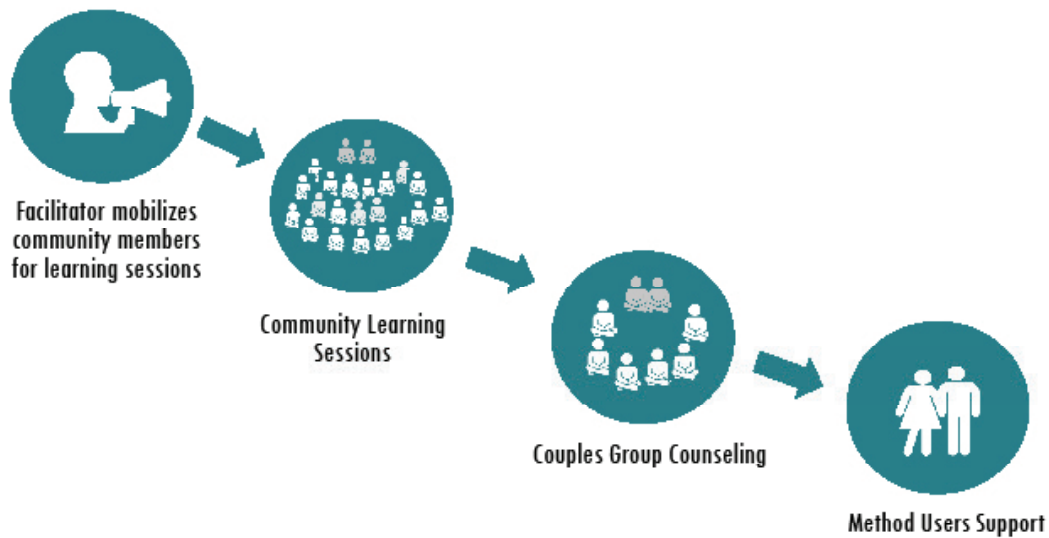 Facilitator mobilizes
community members
for learning sessions
Community Learning
Sessions
Couples Group Counseling
Method Users Support